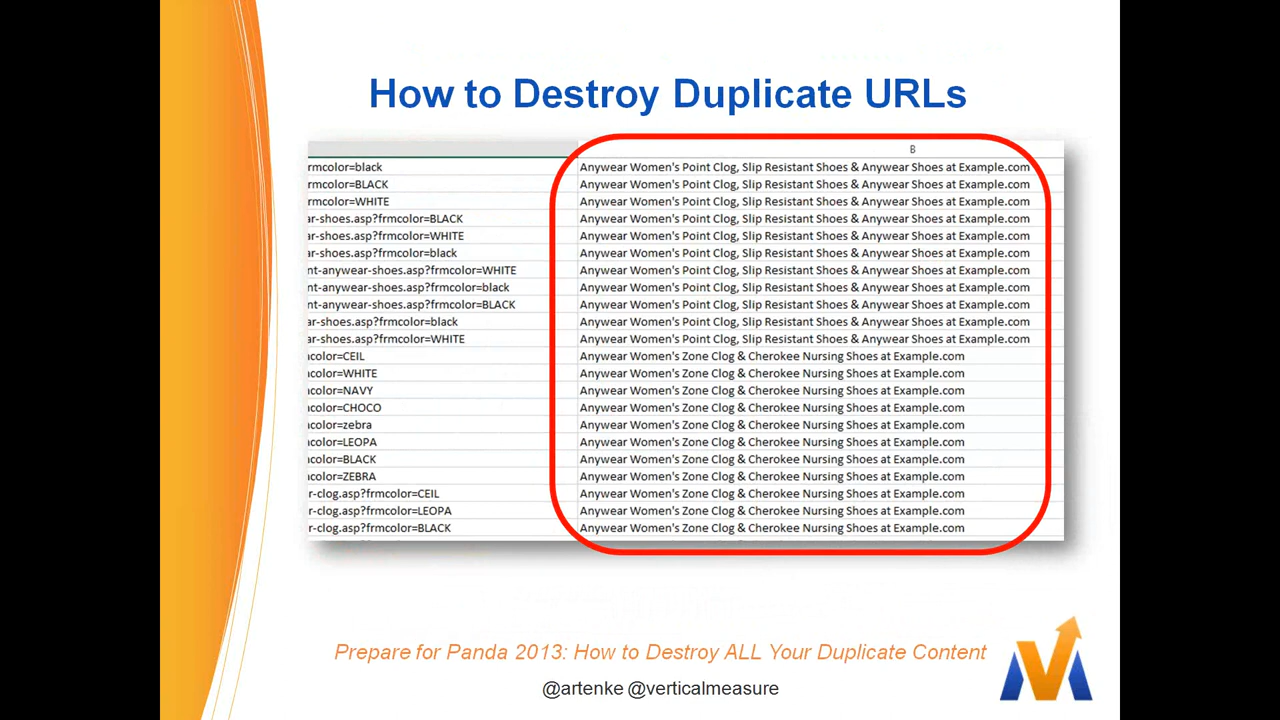 How to Destroy Duplicate URLs
B
rmcolor=black Anywear Women's Point Clog, Slip Resistant Shoes & Anywear Shoes at Example.com
rmcolor=BLACK Anywear Women's Point Clog, Slip Resistant Shoes & Anywear Shoes at Example.com
rmcolor=WHITE Anywear Women's Point Clog, Slip Resistant Shoes & Anywear Shoes at Example.com
ar-shoes.asp?frmcolor=BLACK Anywear Women's Point Clog, Slip Resistant Shoes & Anywear Shoes at Example.com
ar-shoes.asp?frmcolor=WHITE Anywear Women's Point Clog, Slip Resistant Shoes & Anywear Shoes at Example.com
ar-shoes.asp?frmcolor=black Anywear Women's Point Clog, Slip Resistant Shoes & Anywear Shoes at Example.com
nt-anywear-shoes.asp?frmcolor=WHITE Anywear Women's Point Clog, Slip Resistant Shoes & Anywear Shoes at Example.com
nt-anywear-shoes.asp?frmcolor=black Anywear Women's Point Clog, Slip Resistant Shoes & Anywear Shoes at Example.com
nt-anywear-shoes.asp?frmcolor=BLACK Anywear Women's Point Clog, Slip Resistant Shoes & Anywear Shoes at Example.com
ar-shoes.asp?frmcolor=black Anywear Women's Point Clog, Slip Resistant Shoes & Anywear Shoes at Example.com
ar-shoes.asp?frmcolor=WHITE Anywear Women's Point Clog, Slip Resistant Shoes & Anywear Shoes at Example.com
ncolor=CEIL Anywear Women's Zone Clog & Cherokee Nursing Shoes at Example.com
ncolor=WHITE Anywear Women's Zone Clog & Cherokee Nursing Shoes at Example.com
ncolor=NAVY Anywear Women's Zone Clog & Cherokee Nursing Shoes at Example.com
ncolor=CHOCO Anywear Women's Zone Clog & Cherokee Nursing Shoes at Example.com
ncolor=zebra Anywear Women's Zone Clog & Cherokee Nursing Shoes at Example.com
ncolor=LEOPA Anywear Women's Zone Clog & Cherokee Nursing Shoes at Example.com
ncolor=BLACK Anywear Women's Zone Clog & Cherokee Nursing Shoes at Example.com
ncolor=ZEBRA Anywear Women's Zone Clog & Cherokee Nursing Shoes at Example.com
r-clog.asp?frmcolor=CEIL Anywear Women's Zone Clog & Cherokee Nursing Shoes at Example.com
r-clog.asp?frmcolor=LEOPA Anywear Women's Zone Clog & Cherokee Nursing Shoes at Example.com
r-clog.asp?frmcolor=BLACK Anywear Women's Zone Clog & Cherokee Nursing Shoes at Example.com
Prepare for Panda 2013: How to Destroy ALL Your Duplicate Content
@artenke @verticalmeasure